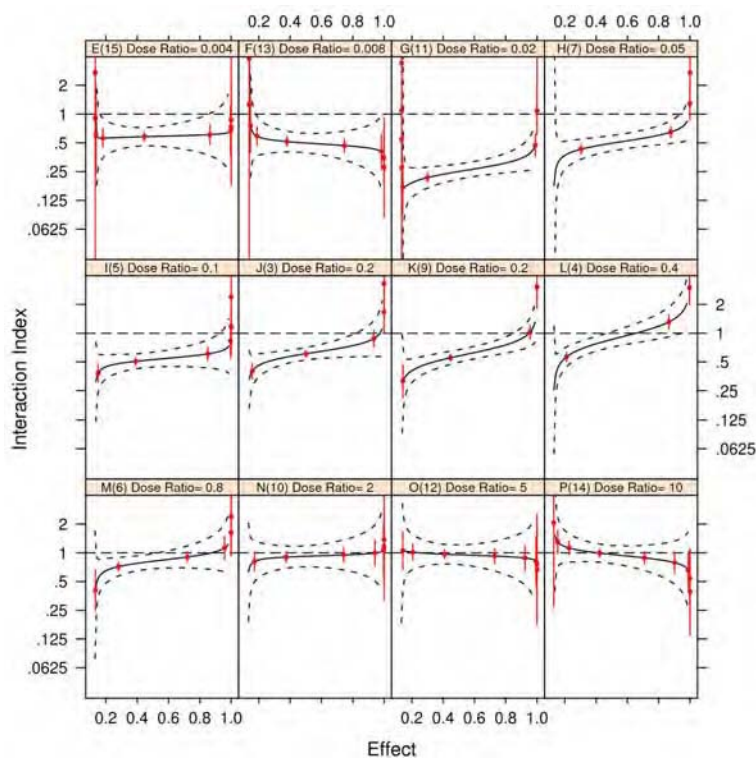 0.2 0.4 0.6 0.8 1.0 0.2 0.4 0.6 0.8 1.0
E(15) Dose Ratio= 0.004 F(13) Dose Ratio= 0.008 G(11) Dose Ratio= 0.02 H(7) Dose Ratio= 0.05
2
1
.5
.25
.125
.0625
I(5) Dose Ratio= 0.1 J(3) Dose Ratio= 0.2 K(9) Dose Ratio= 0.2 L(4) Dose Ratio= 0.4
2
1
.5
.25
.125
.0625
M(6) Dose Ratio= 0.8 N(10) Dose Ratio= 2 O(12) Dose Ratio= 5 P(14) Dose Ratio= 10
2
1
.5
.25
.125
.0625
0.2 0.4 0.6 0.8 1.0 0.2 0.4 0.6 0.8 1.0
Interaction Index
Effect